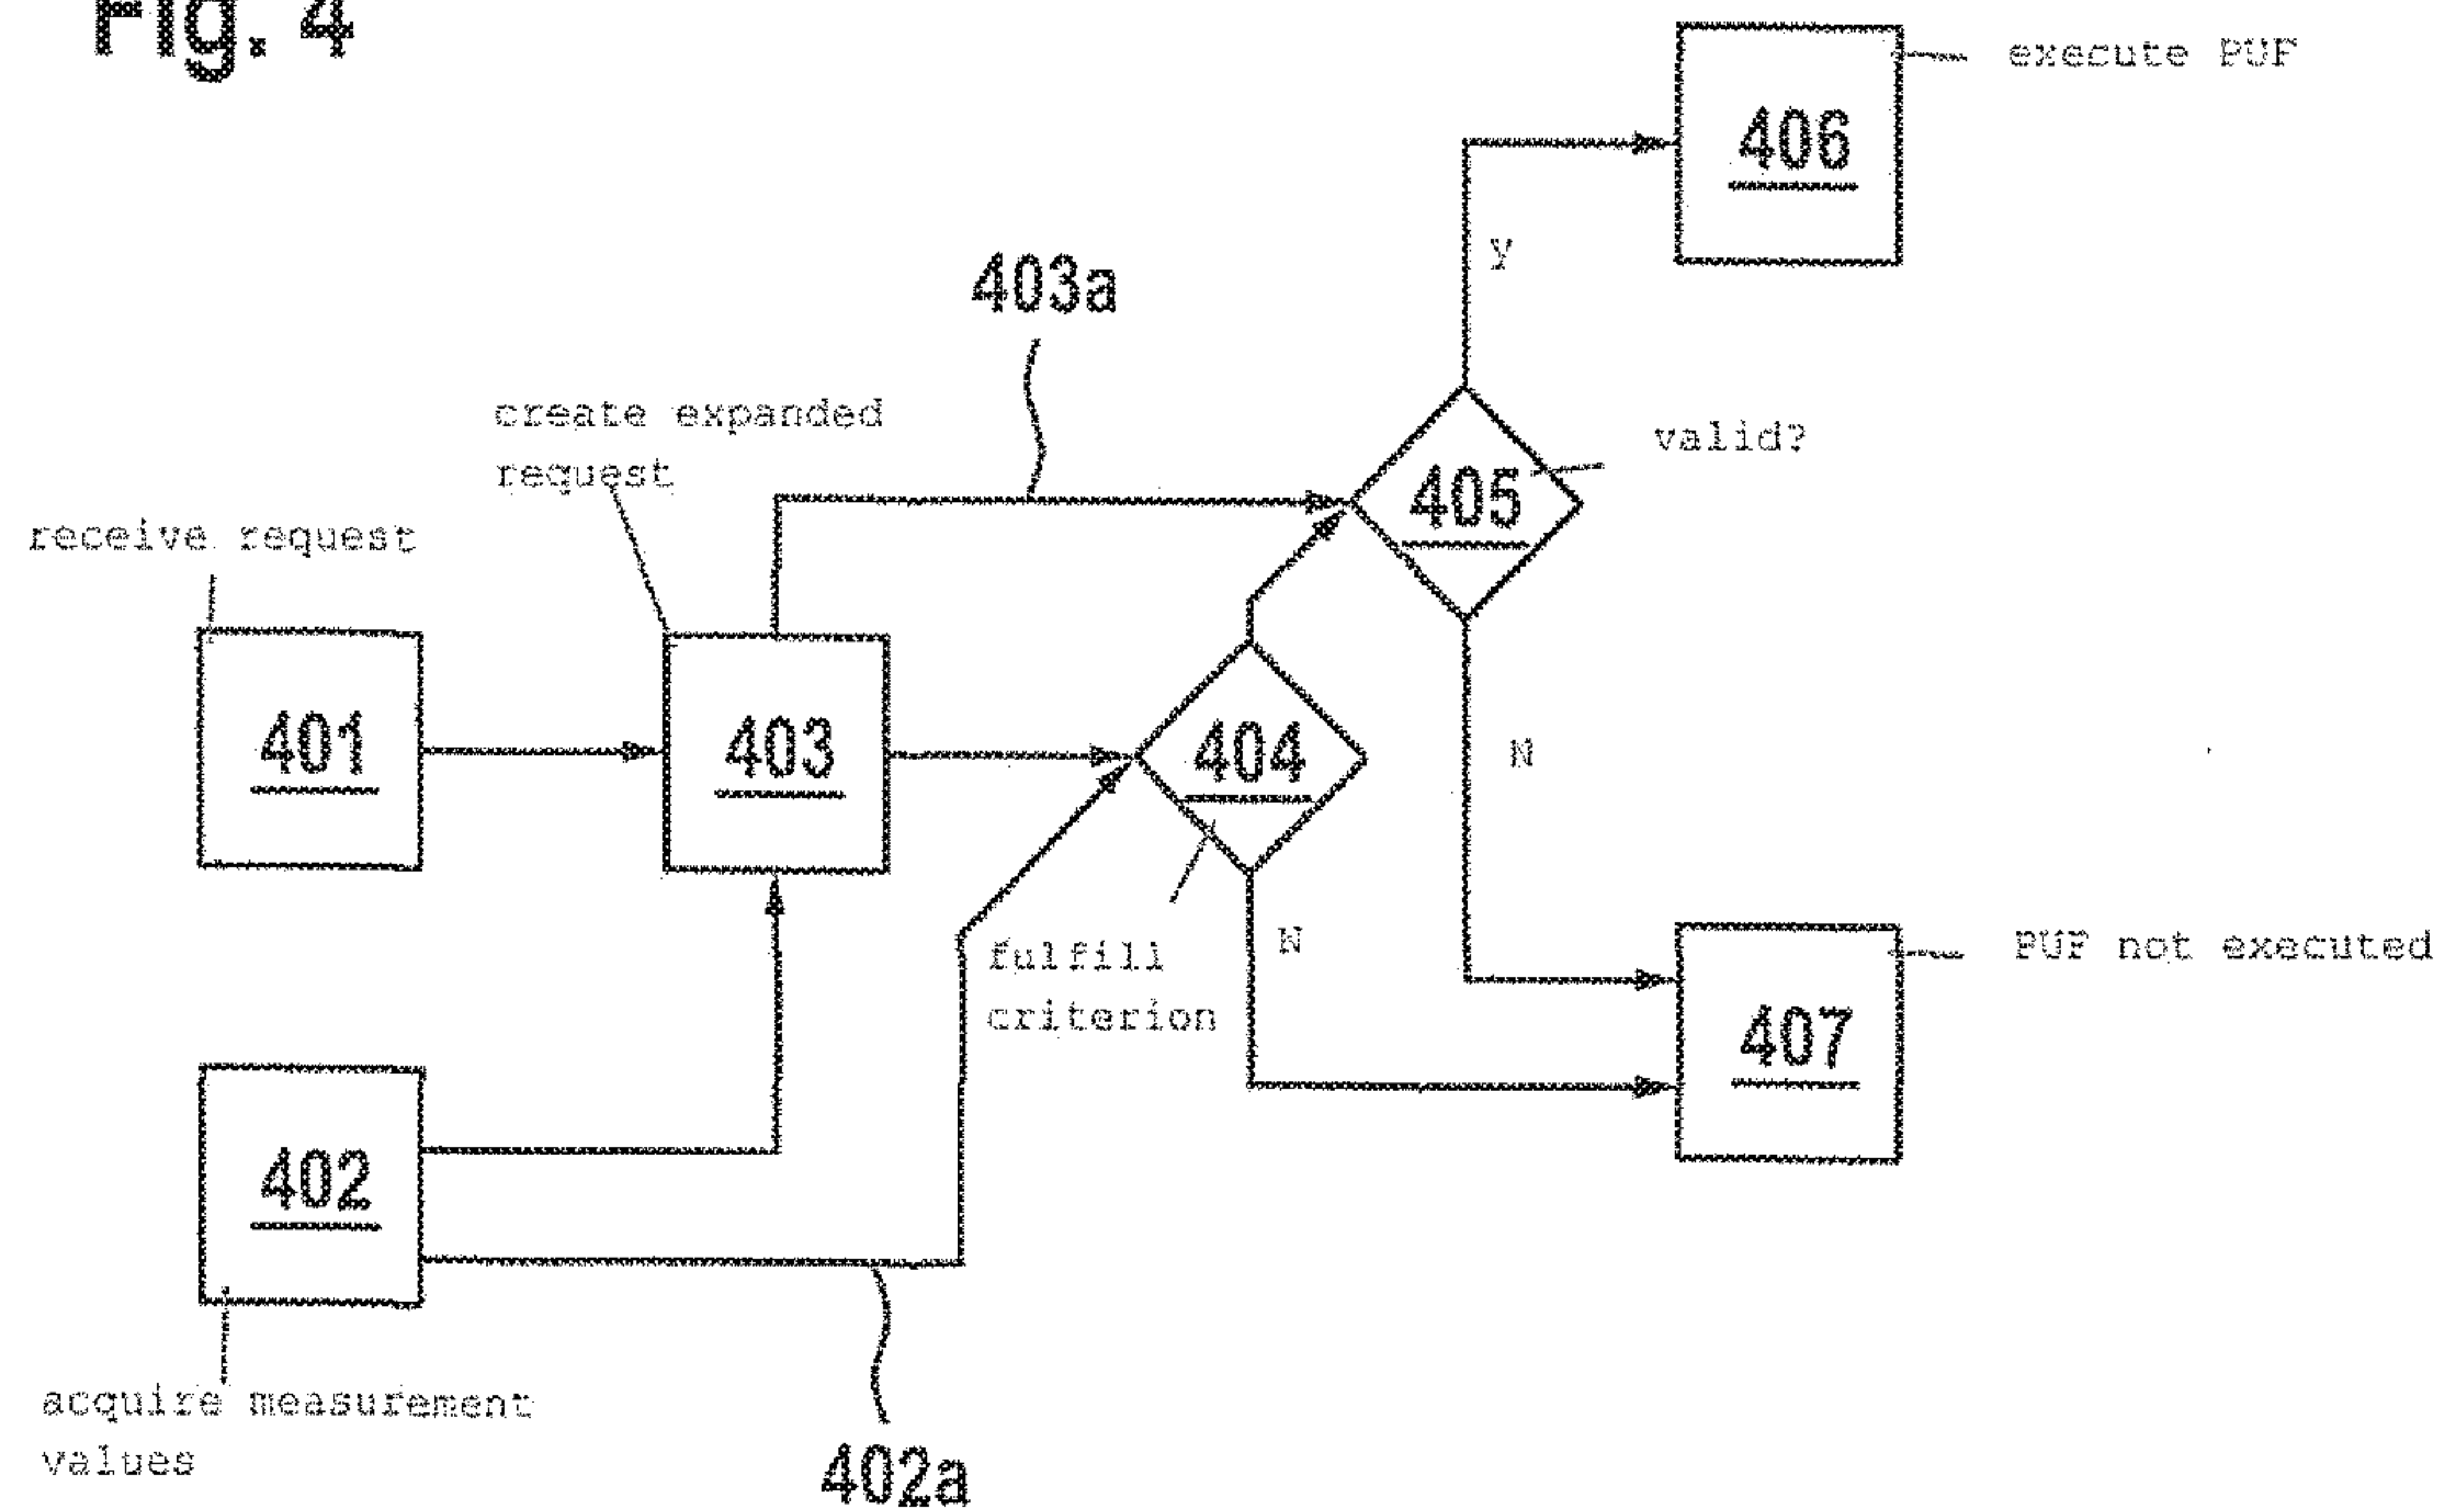 Fig. 4
execute PUF
406
y
403a
create expanded
request
valid?
405
receive request
401
403
404
N
fulfill
criterion
N
PUF not executed
407
402
acquire measurement
values
402a